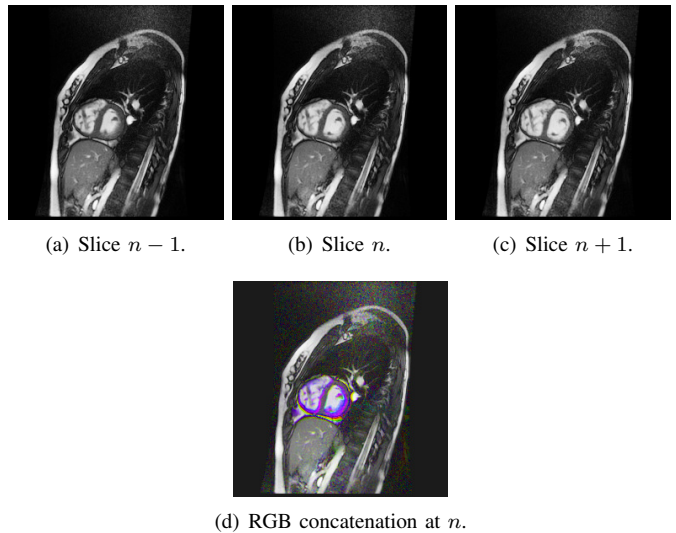 (a) Slice n − 1.
(b) Slice n.
(c) Slice n + 1.
(d) RGB concatenation at n.